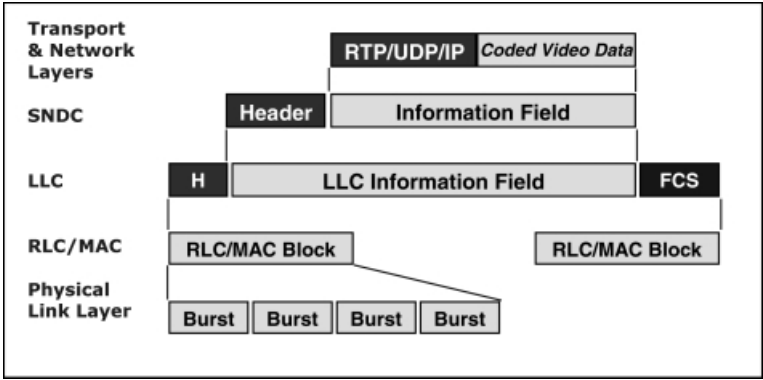 Transport
& Network
Layers
RTP/UDP/IP Coded Video Data
SNDC
Header Information Field
LLC
H LLC Information Field FCS
RLC/MAC
RLC/MAC Block RLC/MAC Block
Physical
Link Layer
Burst Burst Burst Burst